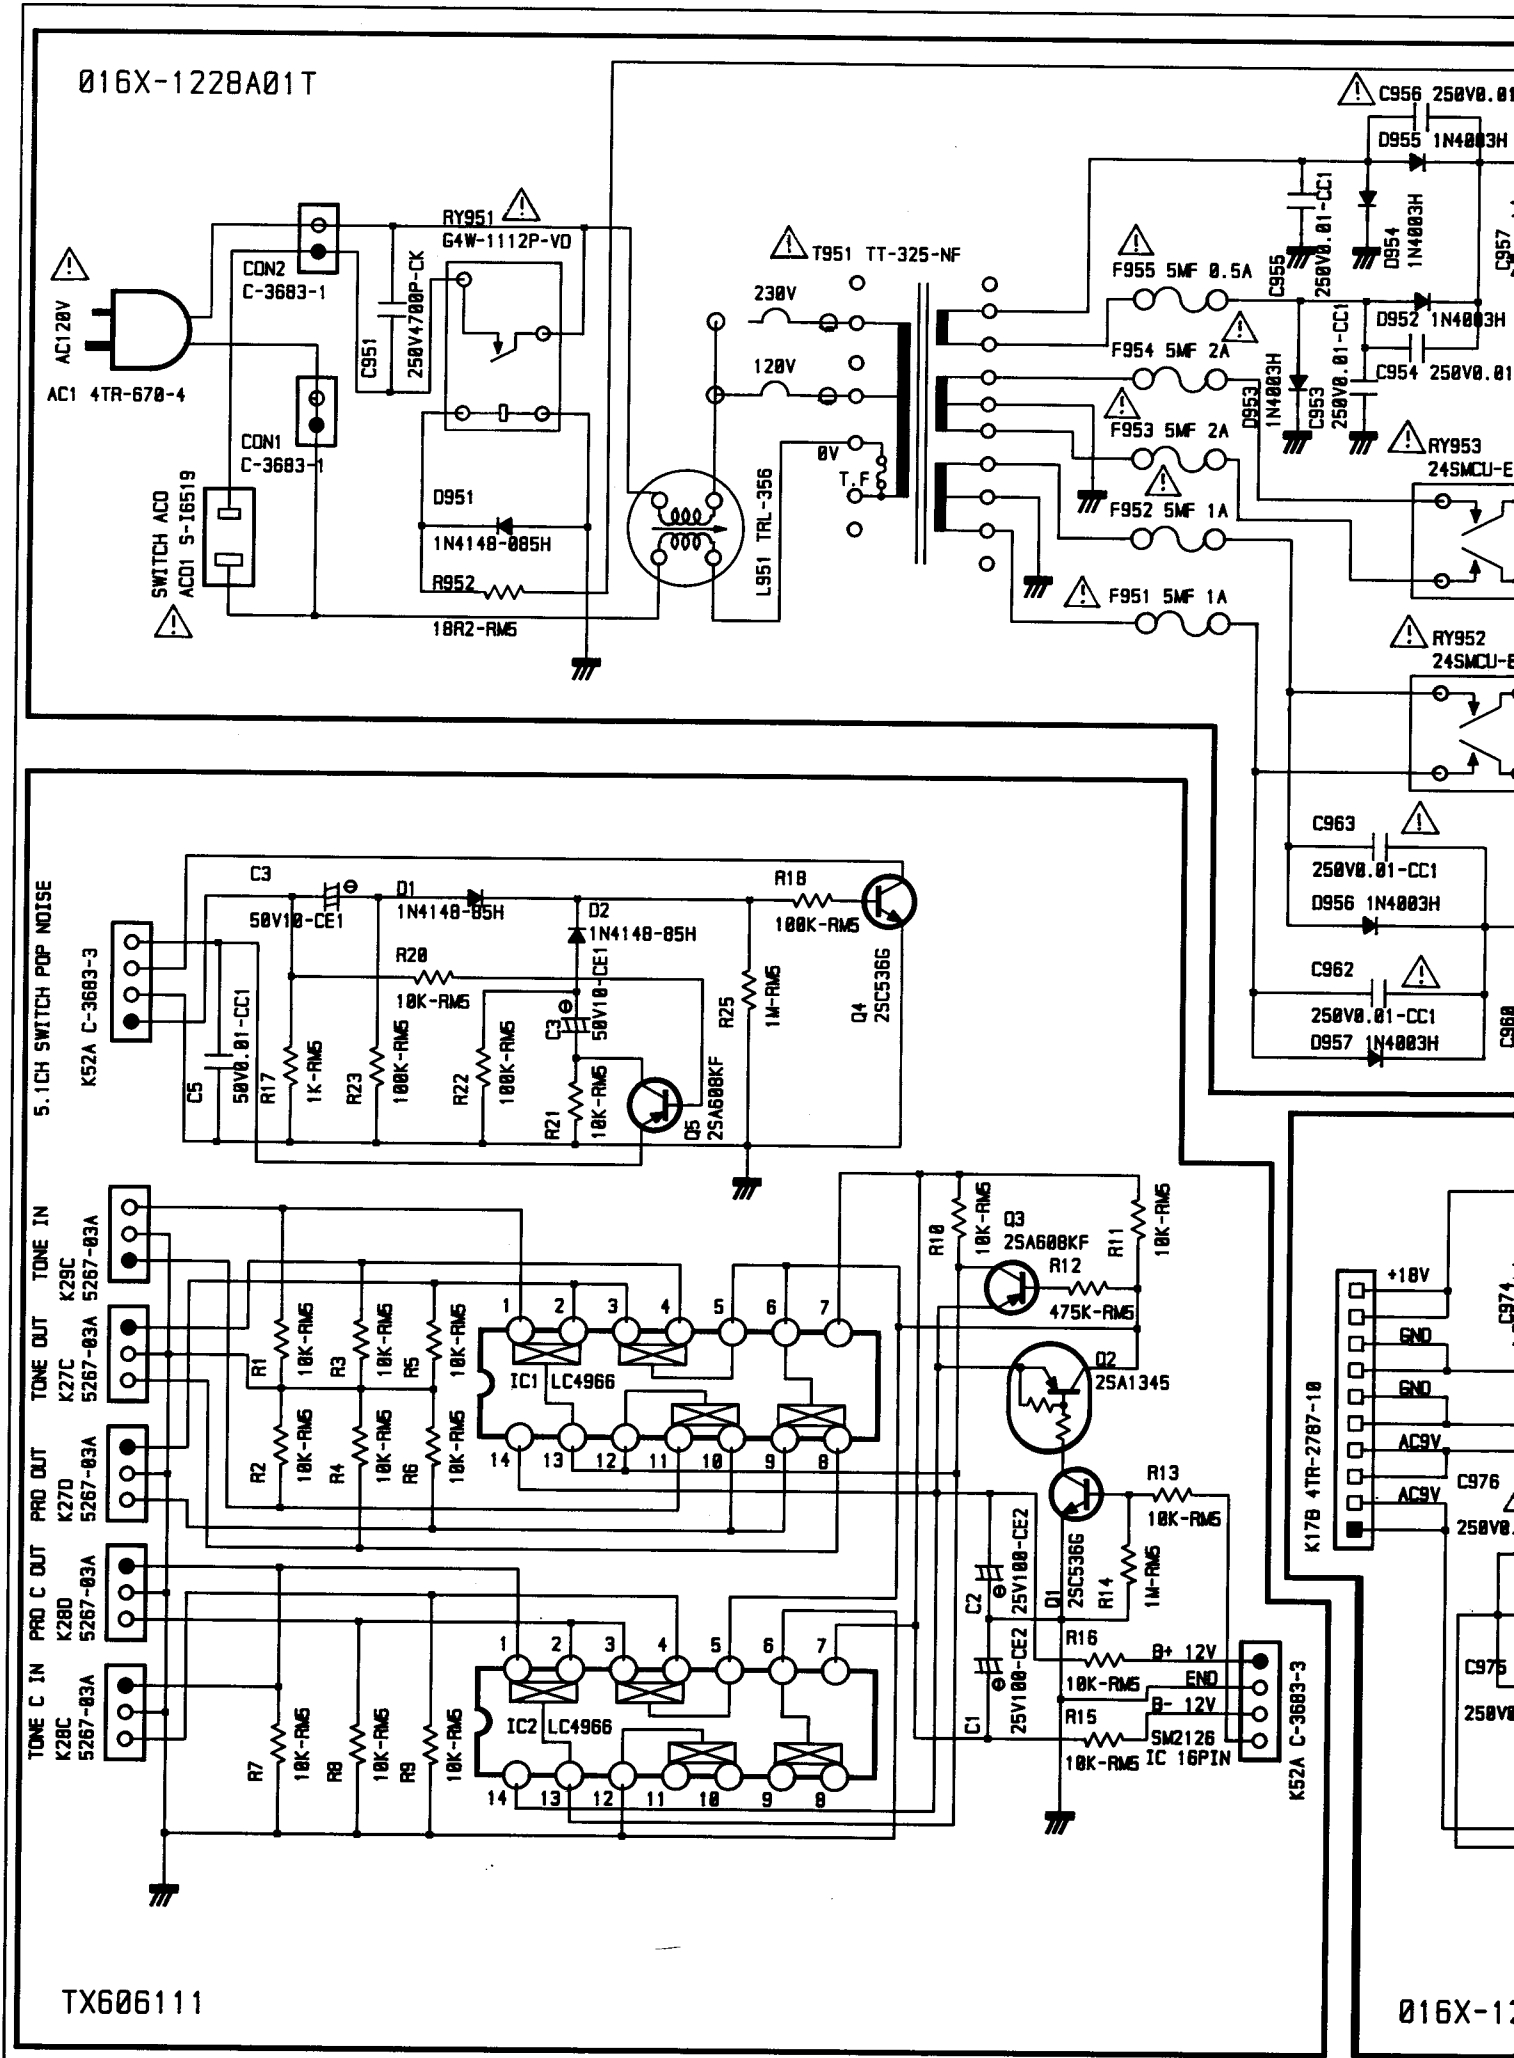 016X-1228A01T
C956 250V0.01
D955 1N4003H
C955
250V0.01-CC1
D954
1N4003H
C957
AC120V
AC1 4TR-670-4
CON2
C-3683-1
C951
250V4700P-CK
RY951
G4W-1112P-VD
T951 TT-325-NF
230V
120V
0V
T.F
F955 5MF 0.5A
F954 5MF 2A
F953 5MF 2A
F952 5MF 1A
F951 5MF 1A
D952 1N4003H
C954 250V0.01
D953
1N4003H
C953
250V0.01-CC1
CON1
C-3683-1
SWITCH ACD
ACD1 S-I6519
D951
1N4148-085H
R952
18R2-RM5
L951 TRL-356
RY953
24SMCU-E
RY952
24SMCU-E
C963
250V0.01-CC1
D956 1N4003H
C962
250V0.01-CC1
D957 1N4003H
C960
5.1CH SWITCH POP NOISE
K52A C-3683-3
C3
50V10-CE1
D1
1N4148-85H
D2
1N4148-85H
R18
100K-RM5
Q4
2SC536G
R20
10K-RM5
C3
50V10-CE1
R25
1M-RM5
C5
50V0.01-CC1
R17
1K-RM5
R23
100K-RM5
R22
100K-RM5
R21
10K-RM5
Q5
2SA608KF
TONE IN
K29C
5267-03A
TONE OUT
K27C
5267-03A
PRO OUT
K27D
5267-03A
PRO C OUT
K28D
5267-03A
TONE C IN
K28C
5267-03A
R1
10K-RM5
R3
10K-RM5
R5
10K-RM5
R2
10K-RM5
R4
10K-RM5
R6
10K-RM5
1 2 3 4 5 6 7
IC1 LC4966
14 13 12 11 10 9 8
R10
10K-RM5
Q3
2SA608KF
R11
10K-RM5
R12
475K-RM5
Q2
2SA1345
R13
10K-RM5
Q1
2SC536G
R14
1M-RM5
C2
25V100-CE2
C1
25V100-CE2
R16
10K-RM5
R15
10K-RM5
B+ 12V
END
B- 12V
SM2126
IC 16PIN
K52A C-3683-3
R7
10K-RM5
R8
10K-RM5
R9
10K-RM5
1 2 3 4 5 6 7
IC2 LC4966
14 13 12 11 10 9 8
K17B 4TR-2787-10
+18V
GND
GND
AC9V
AC9V
C974
C976
250V0.
C975
250V0
TX606111
016X-12